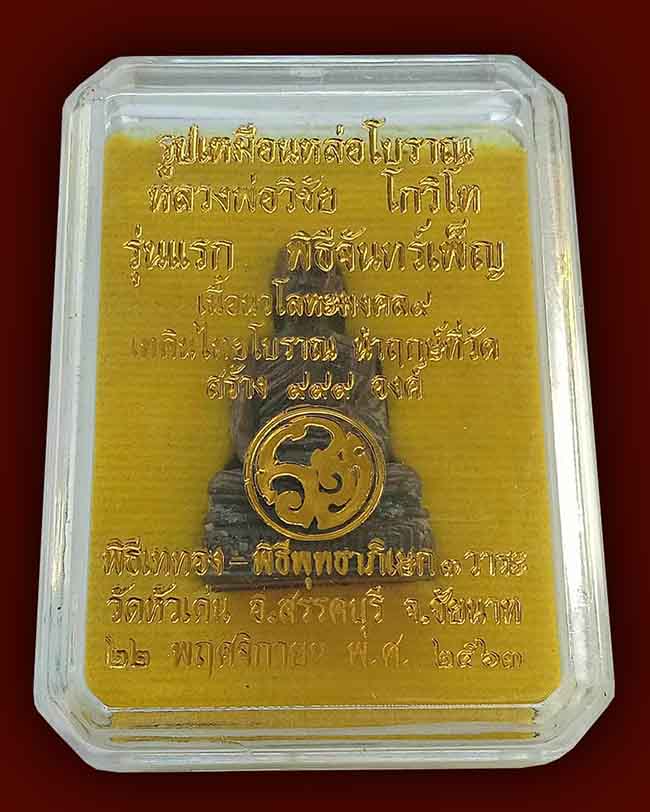 รูปเหมือนหล่อโบราณ
หลวงพ่อวิชัย โกวิโท
รุ่นแรก พิธีจันทร์เพ็ญ
เนื้อนวโลหะมงคล๙
เทดินไทยโบราณ นำฤกษ์ที่วัด
สร้าง ๙๙๙ องค์
พิธีเททอง - พิธีพุทธาภิเษก ๓ วาระ
วัดหัวเด่น อ.สรรคบุรี จ.ชัยนาท
๒๒ พฤศจิกายน พ.ศ. ๒๕๖๓